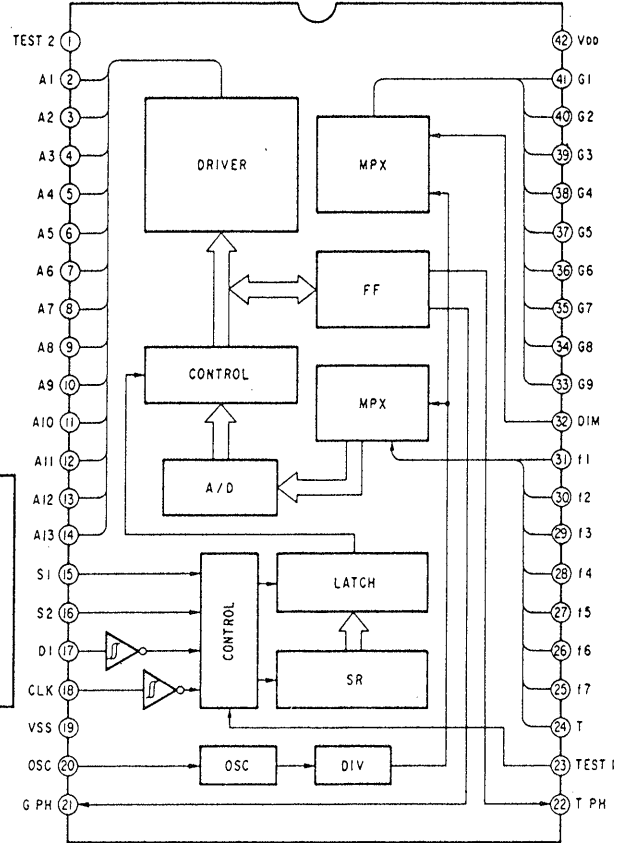 TEST 2 1
A1 2
A2 3
A3 4
A4 5
A5 6
A6 7
A7 8
A8 9
A9 10
A10 11
A11 12
A12 13
A13 14
S1 15
S2 16
DI 17
CLK 18
VSS 19
OSC 20
G PH 21
DRIVER
MPX
FF
CONTROL
MPX
A/D
CONTROL
LATCH
SR
OSC
DIV
42 VDD
41 G1
40 G2
39 G3
38 G4
37 G5
36 G6
35 G7
34 G8
33 G9
32 DIM
31 f1
30 f2
29 f3
28 f4
27 f5
26 f6
25 f7
24 T
23 TEST 1
22 T PH